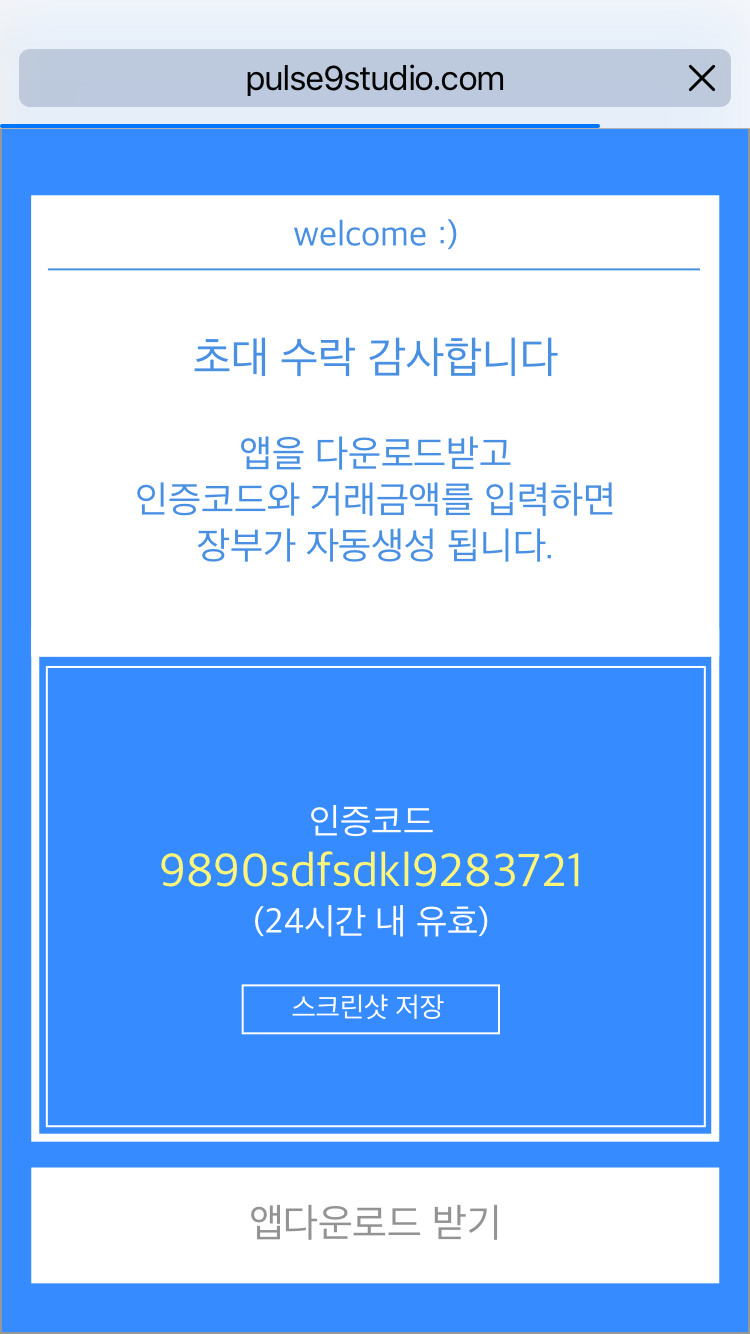 pulse9studio.com
welcome :)
초대 수락 감사합니다
앱을 다운로드받고
인증코드와 거래금액를 입력하면
장부가 자동생성 됩니다.
인증코드
9890sdfsdkl9283721
(24시간 내 유효)
스크린샷 저장
앱다운로드 받기